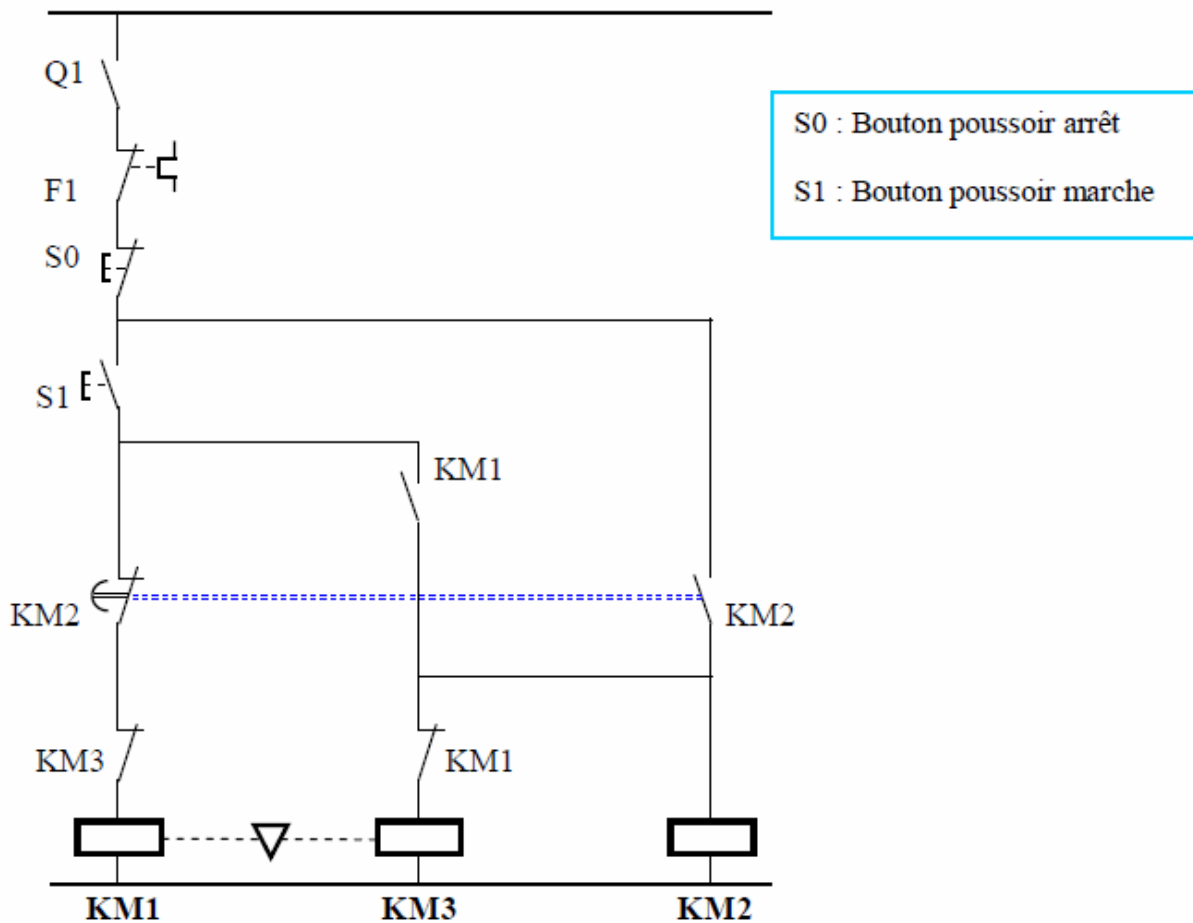 Q1
S0 : Bouton poussoir arrêt
F1
S1 : Bouton poussoir marche
S0
S1
KM1
KM2
KM2
KM3
KM1
KM1
KM3
KM2